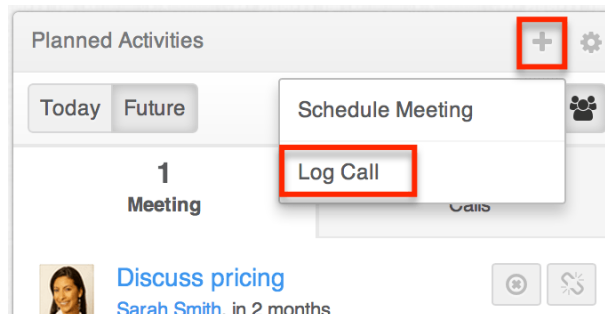 Planned Activities
Today
Future
Schedule Meeting
Log Call
1
Meeting
Calls
Discuss pricing
Sarah Smith, in 2 months